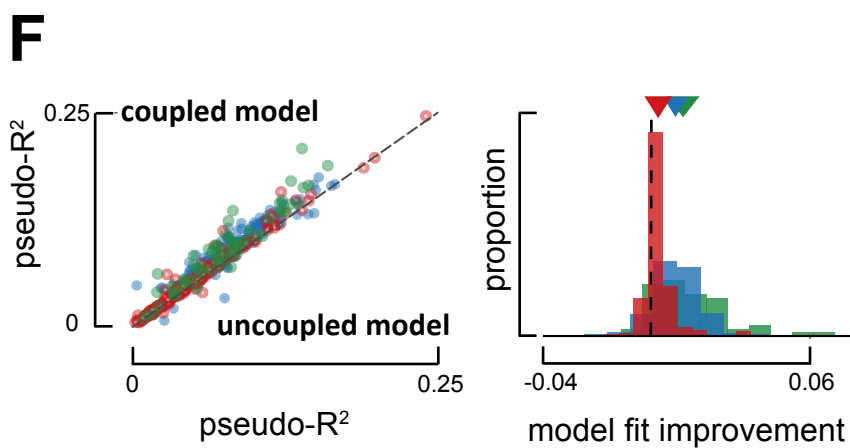 F
0.25
coupled model
pseudo-R²
0
uncoupled model
0
0.25
pseudo-R²
proportion
-0.04
0.06
model fit improvement